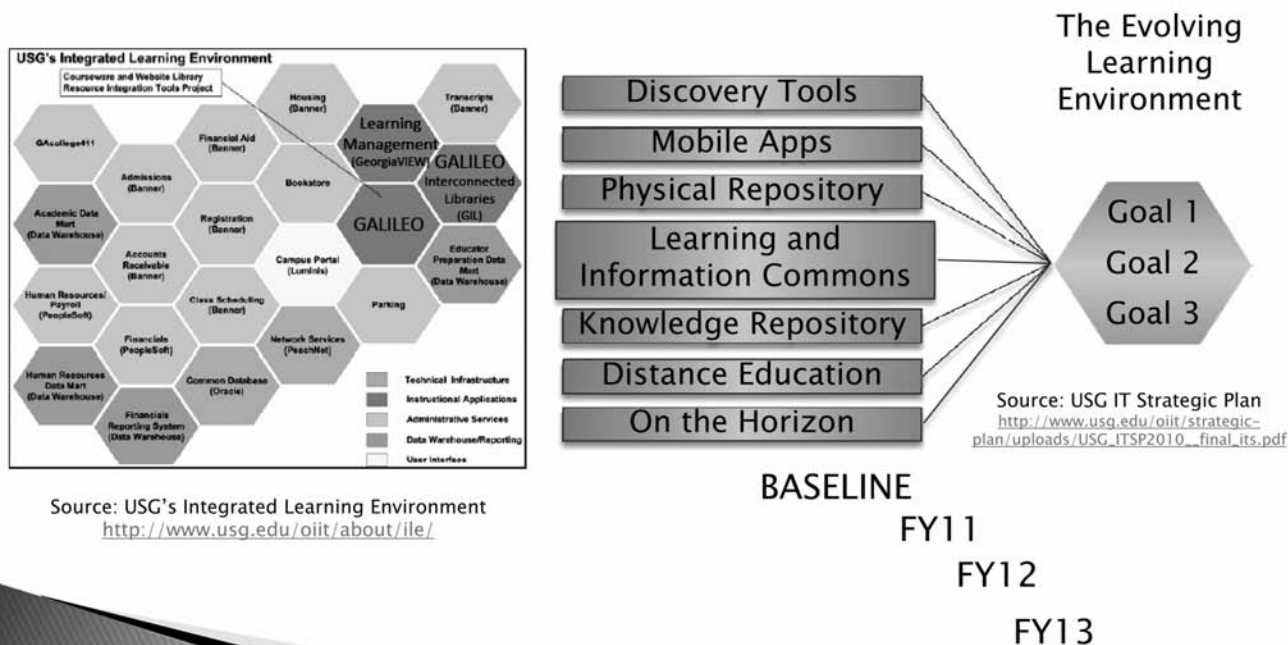 USG's Integrated Learning Environment
Courseware and Website Library
Resource Integration Tools Project
Housing
(Banner)
Transcripts
(Banner)
GAcollege411
Financial Aid
(Banner)
Learning
Management
(GeorgiaVIEW)
Admissions
(Banner)
Bookstore
GALILEO
Interconnected
Libraries
(GIL)
Academic Data
Mart
(Data Warehouse)
Registration
(Banner)
GALILEO
Accounts
Receivable
(Banner)
Campus Portal
(Luminis)
Educator
Preparation Data
Mart
(Data Warehouse)
Human Resources/
Payroll
(PeopleSoft)
Class Scheduling
(Banner)
Parking
Financials
(PeopleSoft)
Network Services
(PeachNet)
Human Resources
Data Mart
(Data Warehouse)
Common Database
(Oracle)
Financials
Reporting System
(Data Warehouse)
Technical Infrastructure
Instructional Applications
Administrative Services
Data Warehouse/Reporting
User Interface
Source: USG's Integrated Learning Environment
http://www.usg.edu/oiit/about/ile/
Discovery Tools
Mobile Apps
Physical Repository
Learning and
Information Commons
Knowledge Repository
Distance Education
On the Horizon
The Evolving
Learning
Environment
Goal 1
Goal 2
Goal 3
Source: USG IT Strategic Plan
http://www.usg.edu/oiit/strategic-
plan/uploads/USG_ITSP2010__final_its.pdf
BASELINE
FY11
FY12
FY13